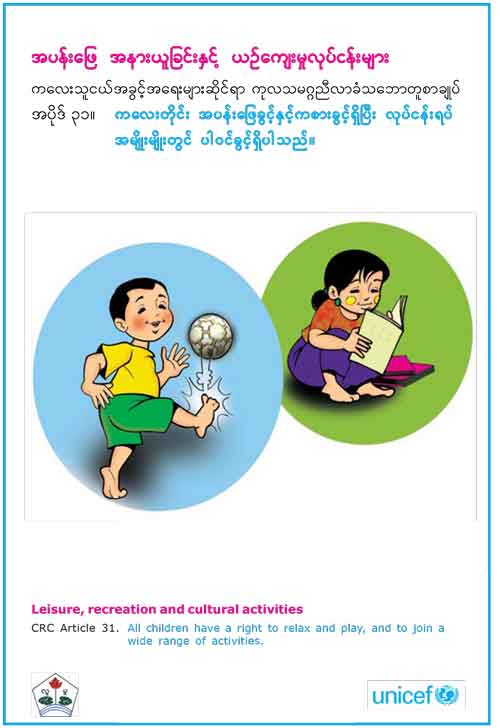 အပန်းဖြေ အနားယူခြင်းနှင့် ယဉ်ကျေးမှုလုပ်ငန်းများ
ကလေးသူငယ်အခွင့်အရေးများဆိုင်ရာ ကုလသမဂ္ဂညီလာခံသဘောတူစာချုပ်
အပိုဒ် ၃၁။ ကလေးတိုင်း အပန်းဖြေခွင့်နှင့်ကစားခွင့်ရှိပြီး လုပ်ငန်းရပ်
အမျိုးမျိုးတွင် ပါဝင်ခွင့်ရှိပါသည်။
Leisure, recreation and cultural activities
CRC Article 31. All children have a right to relax and play, and to join a
wide range of activities.
unicef